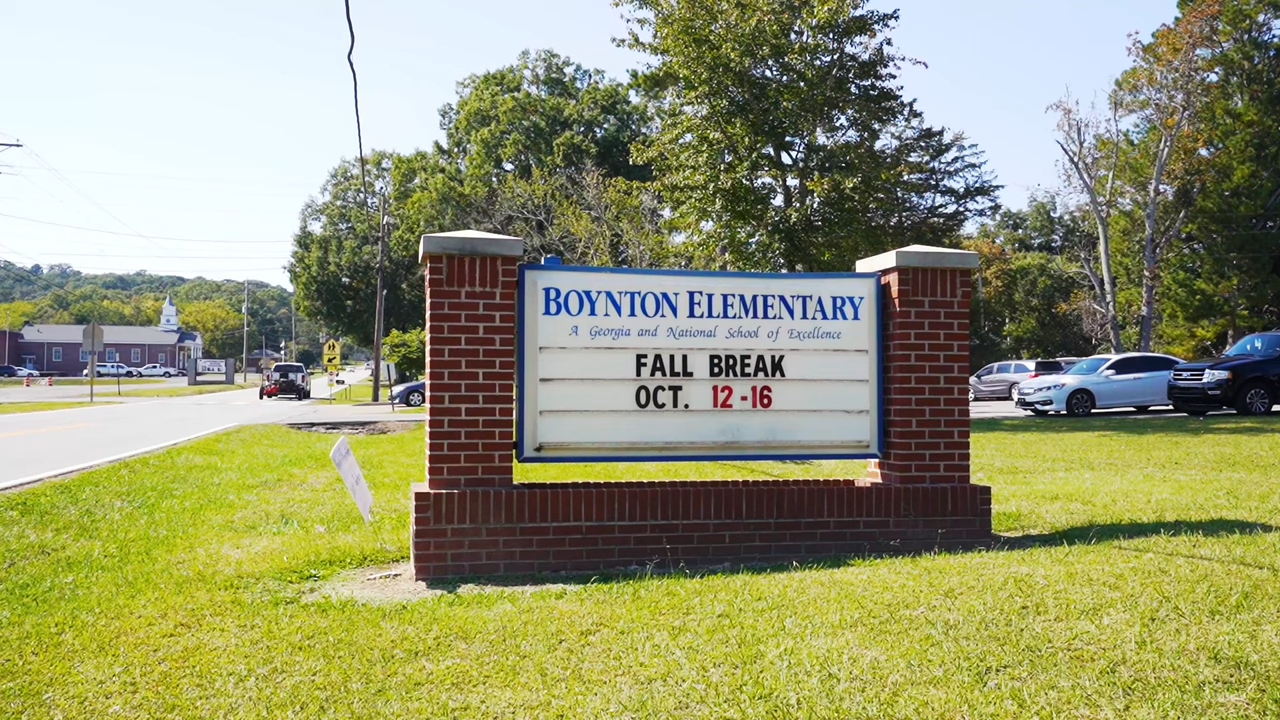 BOYNTON ELEMENTARY
A Georgia and National School of Excellence
FALL BREAK
OCT. 12-16